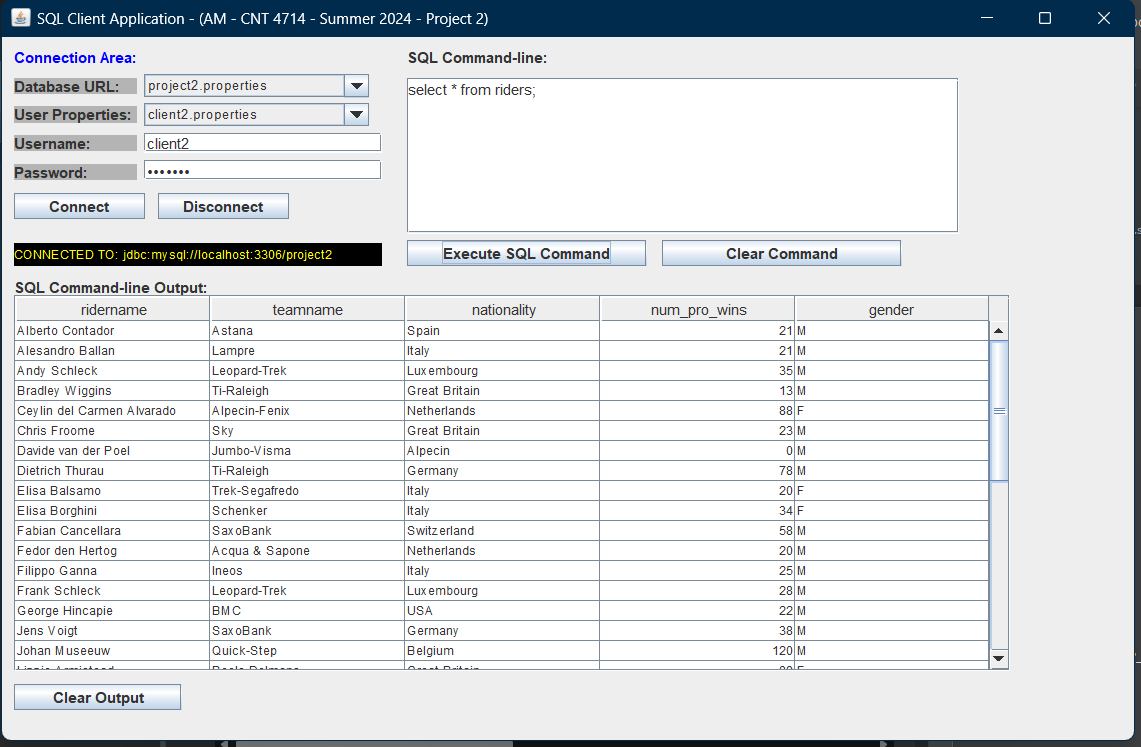 SQL Client Application - (AM - CNT 4714 - Summer 2024 - Project 2)
Connection Area:
Database URL: project2.properties
User Properties: client2.properties
Username: client2
Password: •••••••
Connect Disconnect
CONNECTED TO: jdbc:mysql://localhost:3306/project2
SQL Command-line:
select * from riders;
Execute SQL Command Clear Command
SQL Command-line Output:
ridername teamname nationality num_pro_wins gender
Alberto Contador Astana Spain 21 M
Alesandro Ballan Lampre Italy 21 M
Andy Schleck Leopard-Trek Luxembourg 35 M
Bradley Wiggins Ti-Raleigh Great Britain 13 M
Ceylin del Carmen Alvarado Alpecin-Fenix Netherlands 88 F
Chris Froome Sky Great Britain 23 M
Davide van der Poel Jumbo-Visma Alpecin 0 M
Dietrich Thurau Ti-Raleigh Germany 78 M
Elisa Balsamo Trek-Segafredo Italy 20 F
Elisa Borghini Schenker Italy 34 F
Fabian Cancellara SaxoBank Switzerland 58 M
Fedor den Hertog Acqua & Sapone Netherlands 20 M
Filippo Ganna Ineos Italy 25 M
Frank Schleck Leopard-Trek Luxembourg 28 M
George Hincapie BMC USA 22 M
Jens Voigt SaxoBank Germany 38 M
Johan Museeuw Quick-Step Belgium 120 M
Great Britain
Clear Output